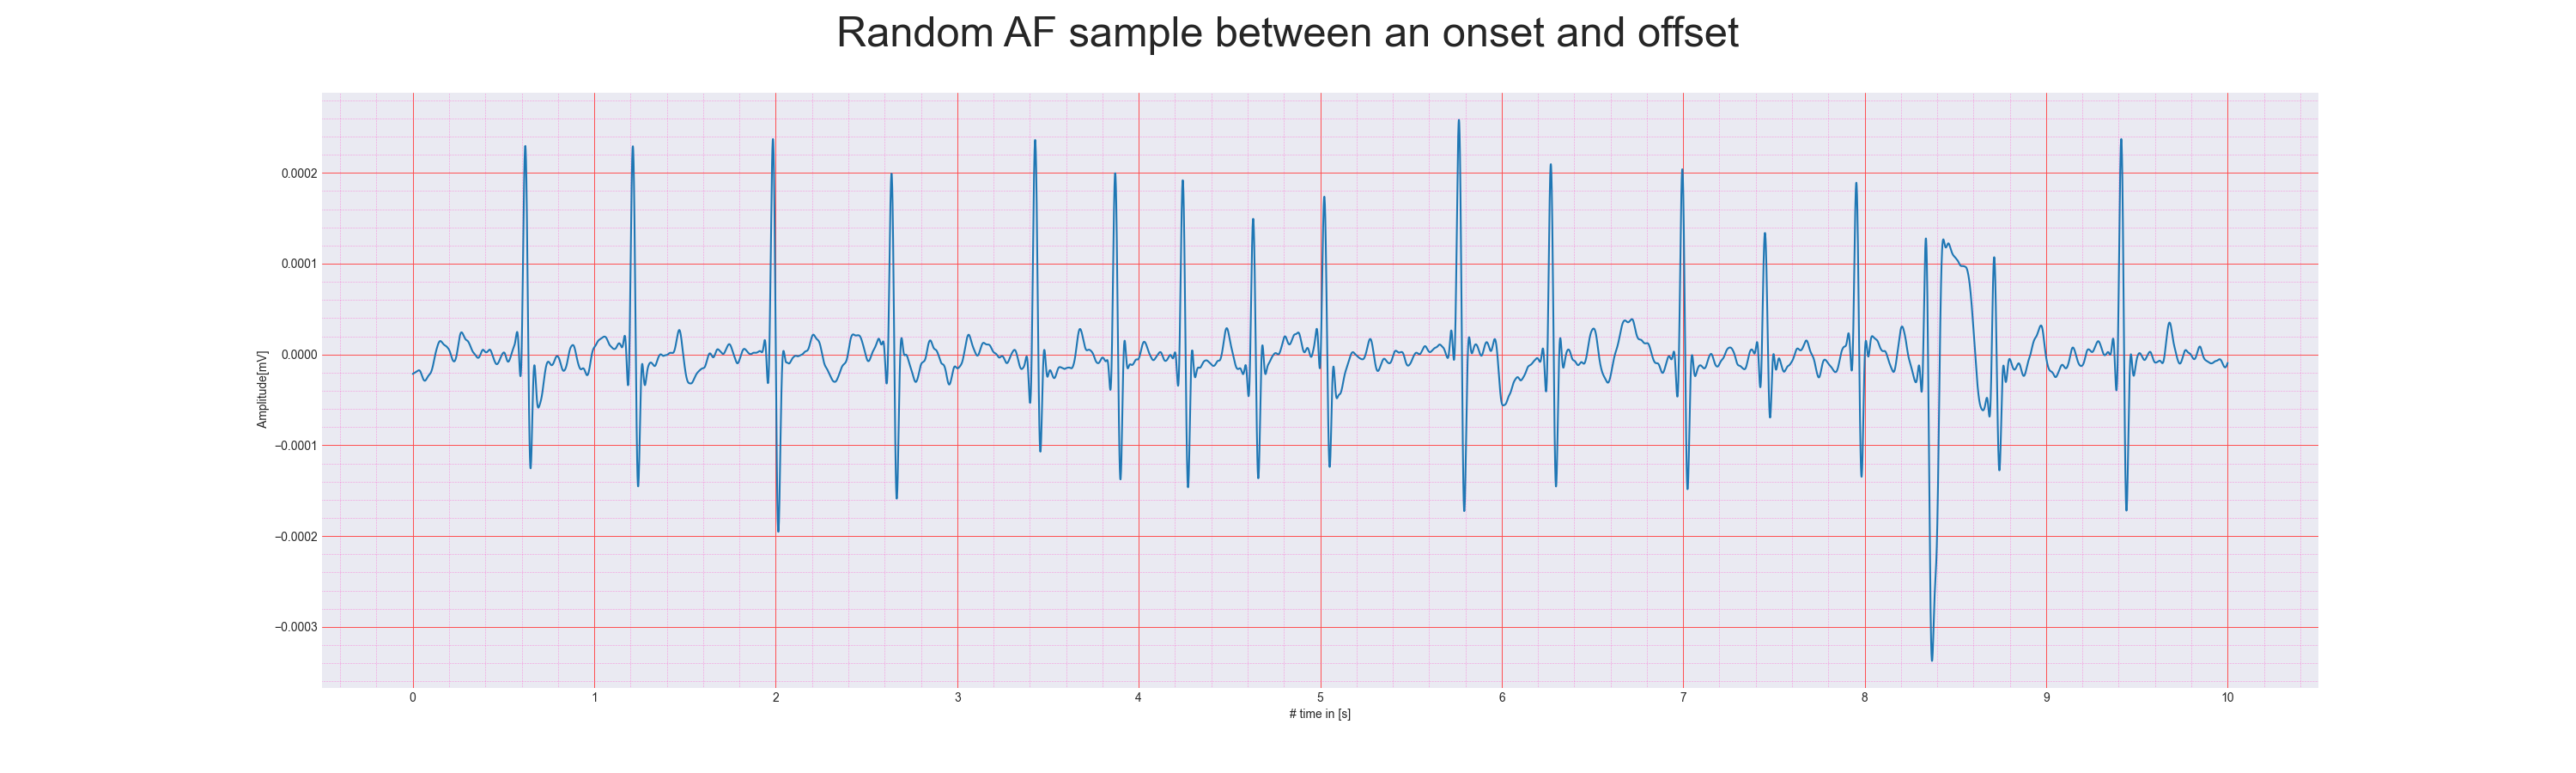 Random AF sample between an onset and offset
Amplitude[mV]
0.0002
0.0001
0.0000
−0.0001
−0.0002
−0.0003
0 1 2 3 4 5 6 7 8 9 10
# time in [s]